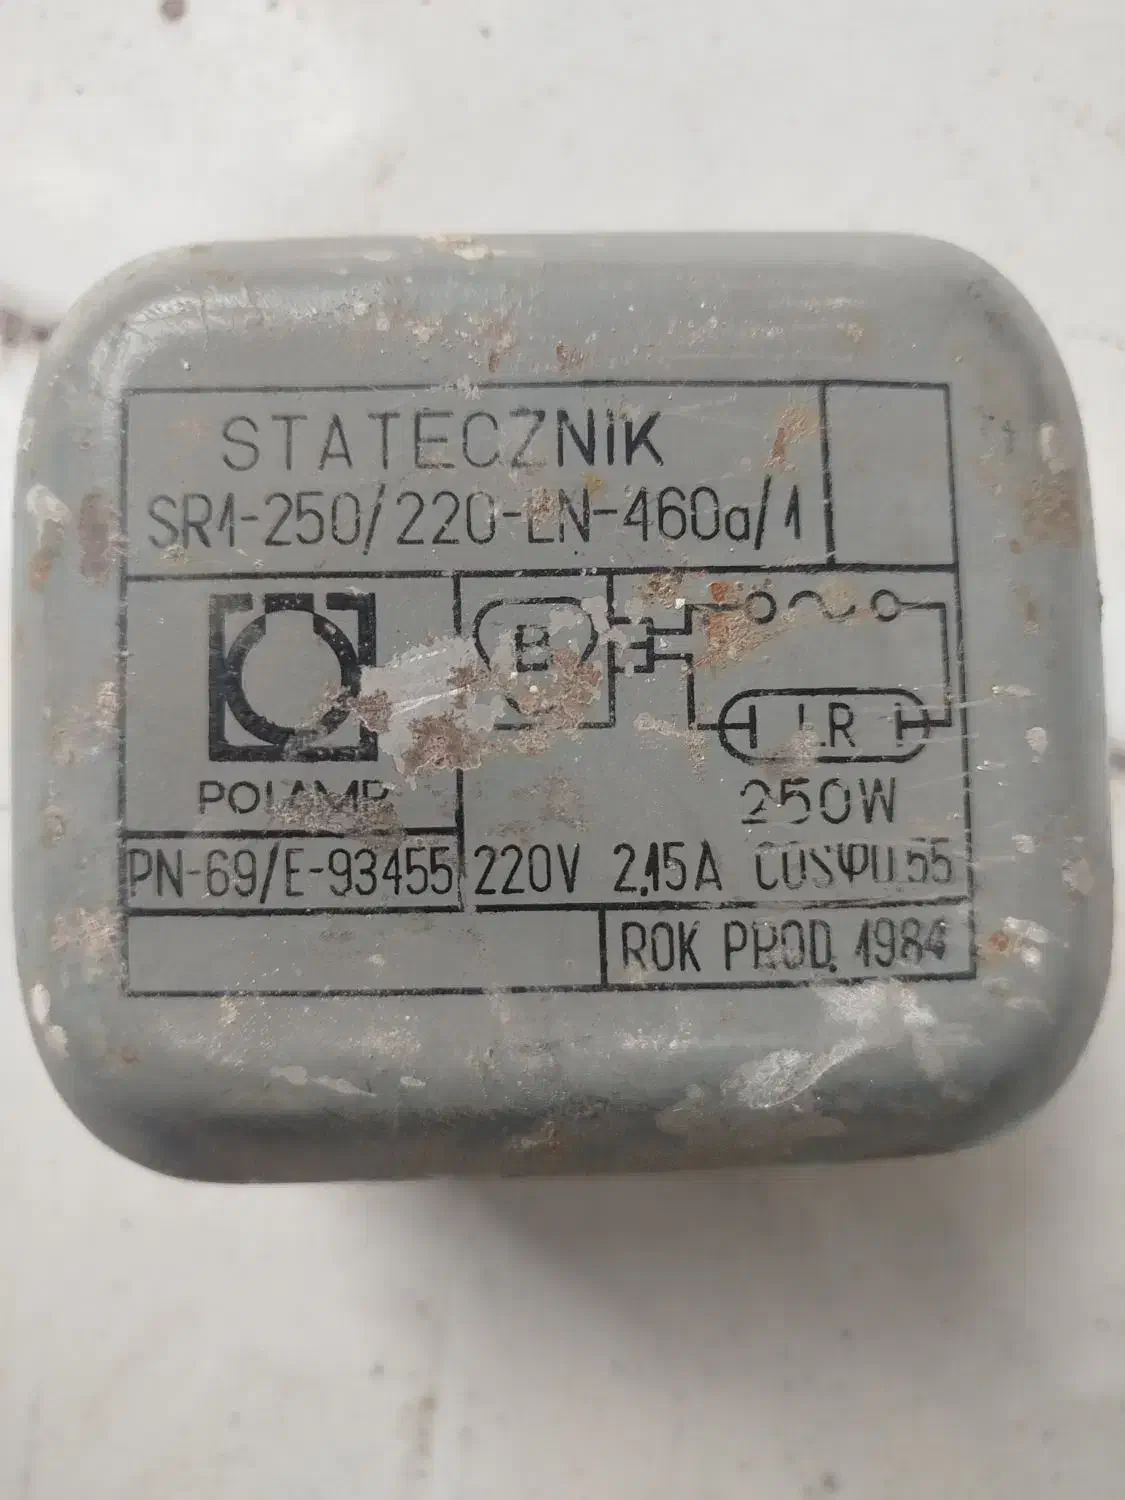 STATECZNIK
SR1-250/220-LN-460a/1
B
POLAMP
LR
250W
PN-69/E-93455
220V 2,15A COSφ0.55
ROK PROD. 1984